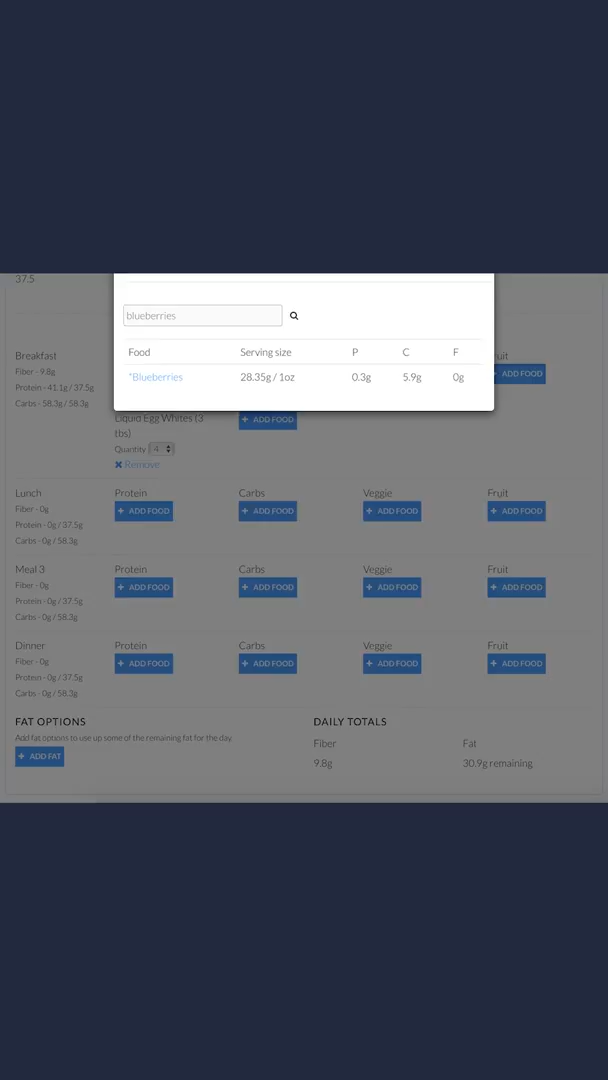 37.5
blueberries
Food Serving size P C F
*Blueberries 28.35g / 1oz 0.3g 5.9g 0g
Breakfast
Fiber - 9.8g
Protein - 41.1g / 37.5g
Carbs - 58.3g / 58.3g
ADD FOOD
Liquid Egg Whites (3
tbs)
ADD FOOD
Quantity 4
Remove
Lunch Protein Carbs Veggie Fruit
Fiber - 0g
ADD FOOD ADD FOOD ADD FOOD ADD FOOD
Protein - 0g / 37.5g
Carbs - 0g / 58.3g
Meal 3 Protein Carbs Veggie Fruit
Fiber - 0g
ADD FOOD ADD FOOD ADD FOOD ADD FOOD
Protein - 0g / 37.5g
Carbs - 0g / 58.3g
Dinner Protein Carbs Veggie Fruit
Fiber - 0g
ADD FOOD ADD FOOD ADD FOOD ADD FOOD
Protein - 0g / 37.5g
Carbs - 0g / 58.3g
FAT OPTIONS
Add fat options to use up some of the remaining fat for the day.
ADD FAT
DAILY TOTALS
Fiber Fat
9.8g 30.9g remaining